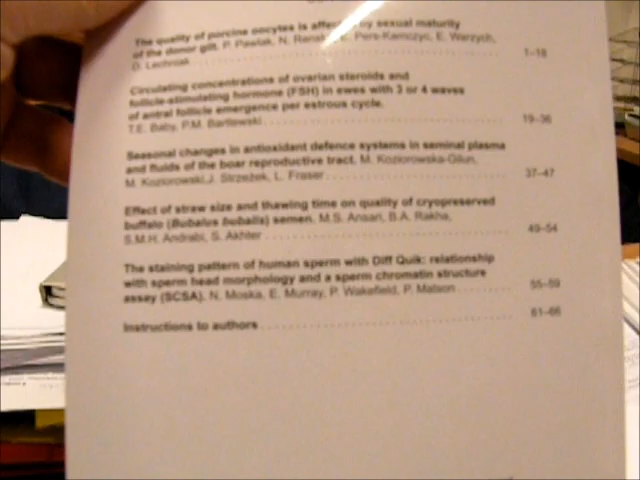 The quality of porcine oocytes is affected by sexual maturity
of the donor gilt. P. Pawlak, N. Renska, E. Pers-Kamczyc, E. Warzych,
D. Lechniak 1–18
Circulating concentrations of ovarian steroids and
follicle-stimulating hormone (FSH) in ewes with 3 or 4 waves
of antral follicle emergence per estrous cycle.
T.E. Baby, P.M. Bartlewski 19–36
Seasonal changes in antioxidant defence systems in seminal plasma
and fluids of the boar reproductive tract. M. Koziorowska-Gilun,
M. Koziorowski, J. Strzeżek, L. Fraser 37–47
Effect of straw size and thawing time on quality of cryopreserved
buffalo (Bubalus bubalis) semen. M.S. Ansari, B.A. Rakha,
S.M.H. Andrabi, S. Akhter 49–54
The staining pattern of human sperm with Diff Quik: relationship
with sperm head morphology and a sperm chromatin structure
assay (SCSA). N. Moska, E. Murray, P. Wakefield, P. Matson 55–59
Instructions to authors 61–66